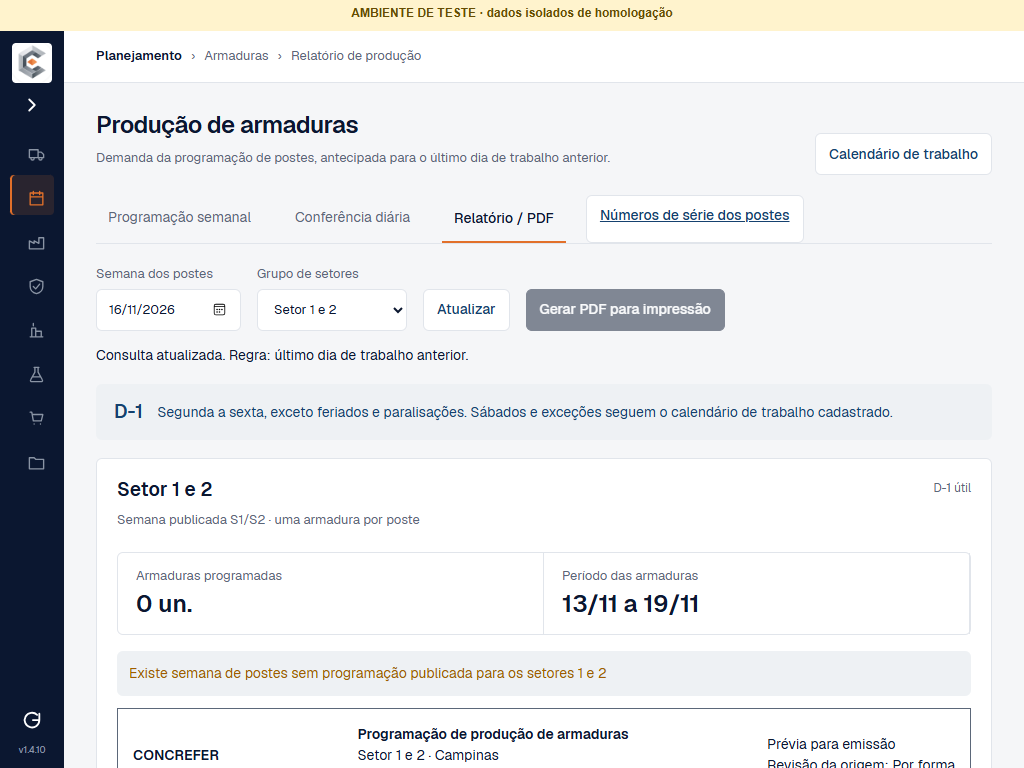 AMBIENTE DE TESTE · dados isolados de homologação
Planejamento › Armaduras › Relatório de produção
Produção de armaduras
Demanda da programação de postes, antecipada para o último dia de trabalho anterior.
Calendário de trabalho
Programação semanal
Conferência diária
Relatório / PDF
Números de série dos postes
Semana dos postes
Grupo de setores
16/11/2026
Setor 1 e 2
Atualizar
Gerar PDF para impressão
Consulta atualizada. Regra: último dia de trabalho anterior.
D-1 Segunda a sexta, exceto feriados e paralisações. Sábados e exceções seguem o calendário de trabalho cadastrado.
Setor 1 e 2
D-1 útil
Semana publicada S1/S2 · uma armadura por poste
Armaduras programadas
0 un.
Período das armaduras
13/11 a 19/11
Existe semana de postes sem programação publicada para os setores 1 e 2
CONCREFER
Programação de produção de armaduras
Setor 1 e 2 · Campinas
Prévia para emissão
Revisão da origem: Por forma
v1.4.10